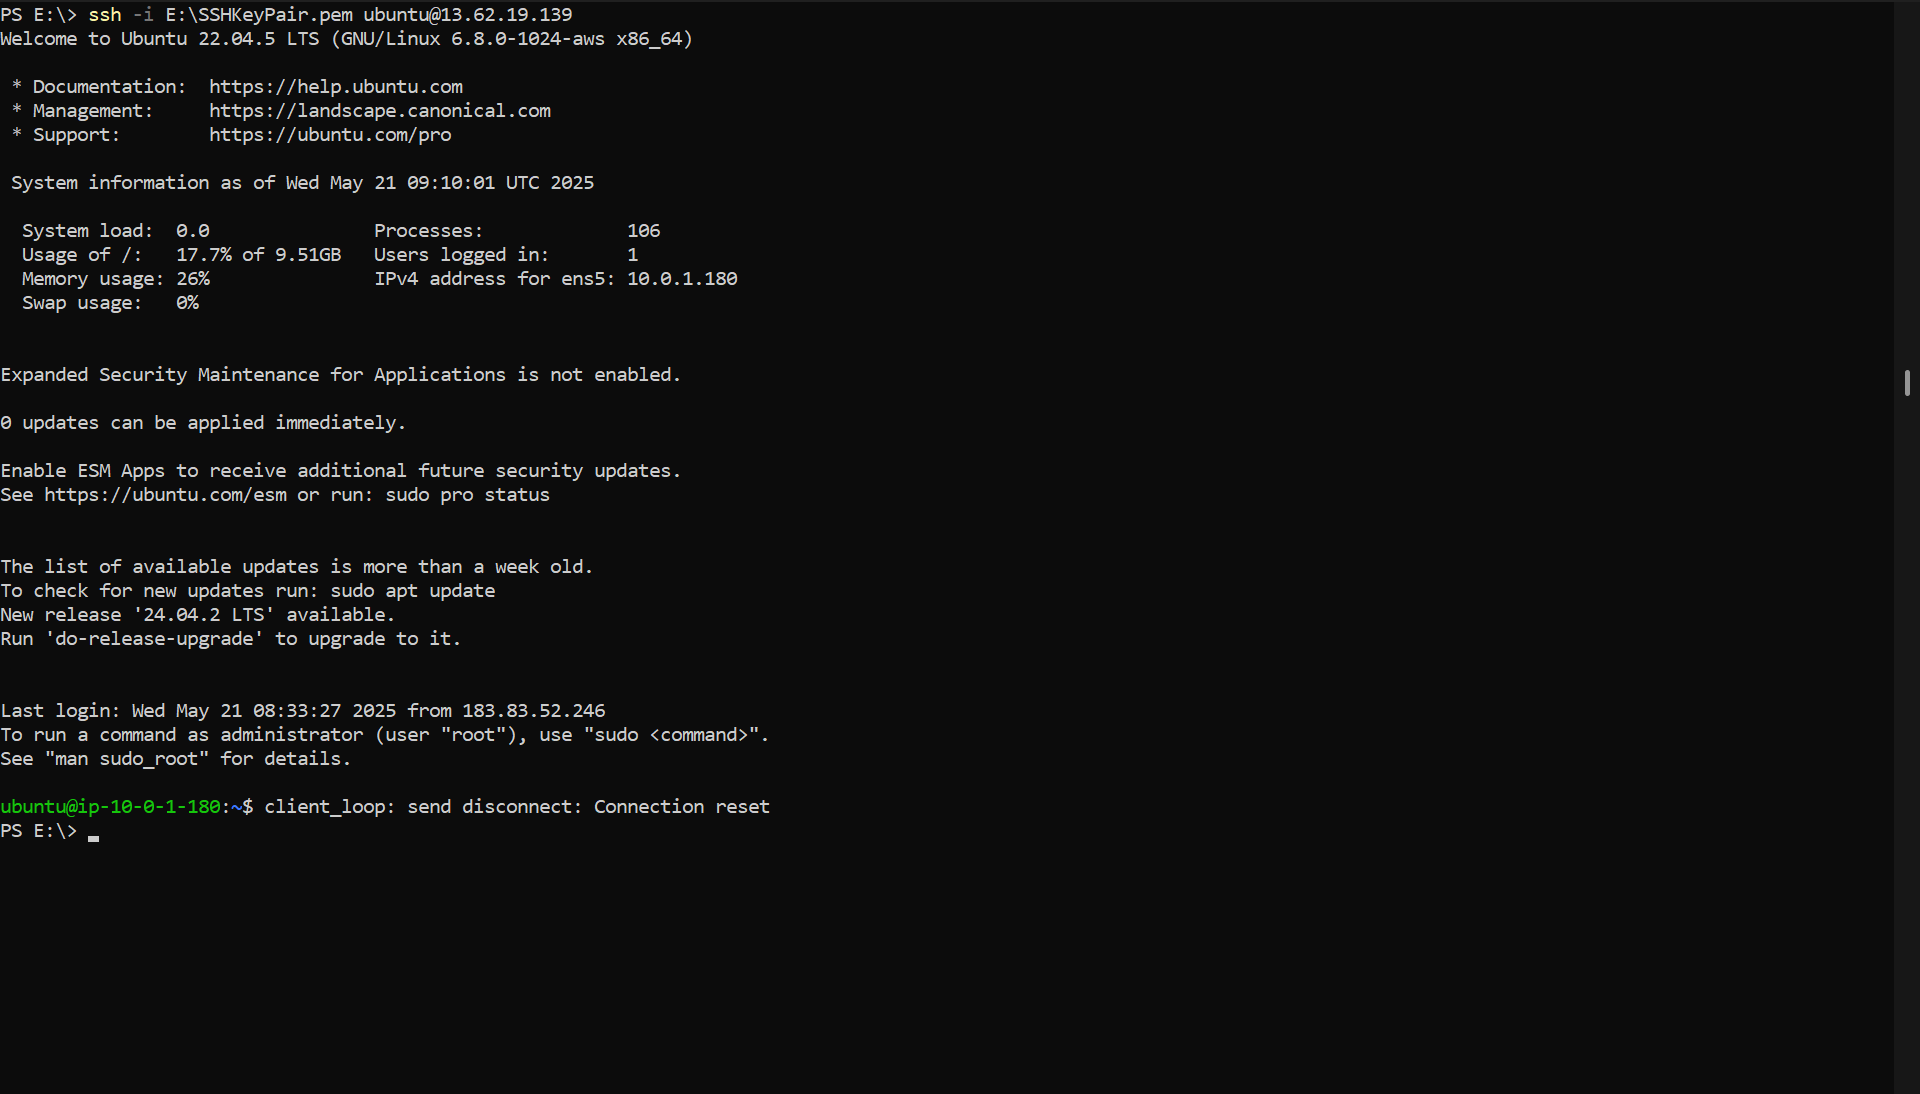 PS E:\> ssh -i E:\SSHKeyPair.pem ubuntu@13.62.19.139
Welcome to Ubuntu 22.04.5 LTS (GNU/Linux 6.8.0-1024-aws x86_64)
* Documentation:  https://help.ubuntu.com
* Management:     https://landscape.canonical.com
* Support:        https://ubuntu.com/pro
System information as of Wed May 21 09:10:01 UTC 2025
System load:  0.0               Processes:             106
Usage of /:   17.7% of 9.51GB   Users logged in:       1
Memory usage: 26%               IPv4 address for ens5: 10.0.1.180
Swap usage:   0%
Expanded Security Maintenance for Applications is not enabled.
0 updates can be applied immediately.
Enable ESM Apps to receive additional future security updates.
See https://ubuntu.com/esm or run: sudo pro status
The list of available updates is more than a week old.
To check for new updates run: sudo apt update
New release '24.04.2 LTS' available.
Run 'do-release-upgrade' to upgrade to it.
Last login: Wed May 21 08:33:27 2025 from 183.83.52.246
To run a command as administrator (user "root"), use "sudo <command>".
See "man sudo_root" for details.
ubuntu@ip-10-0-1-180:~$ client_loop: send disconnect: Connection reset
PS E:\>